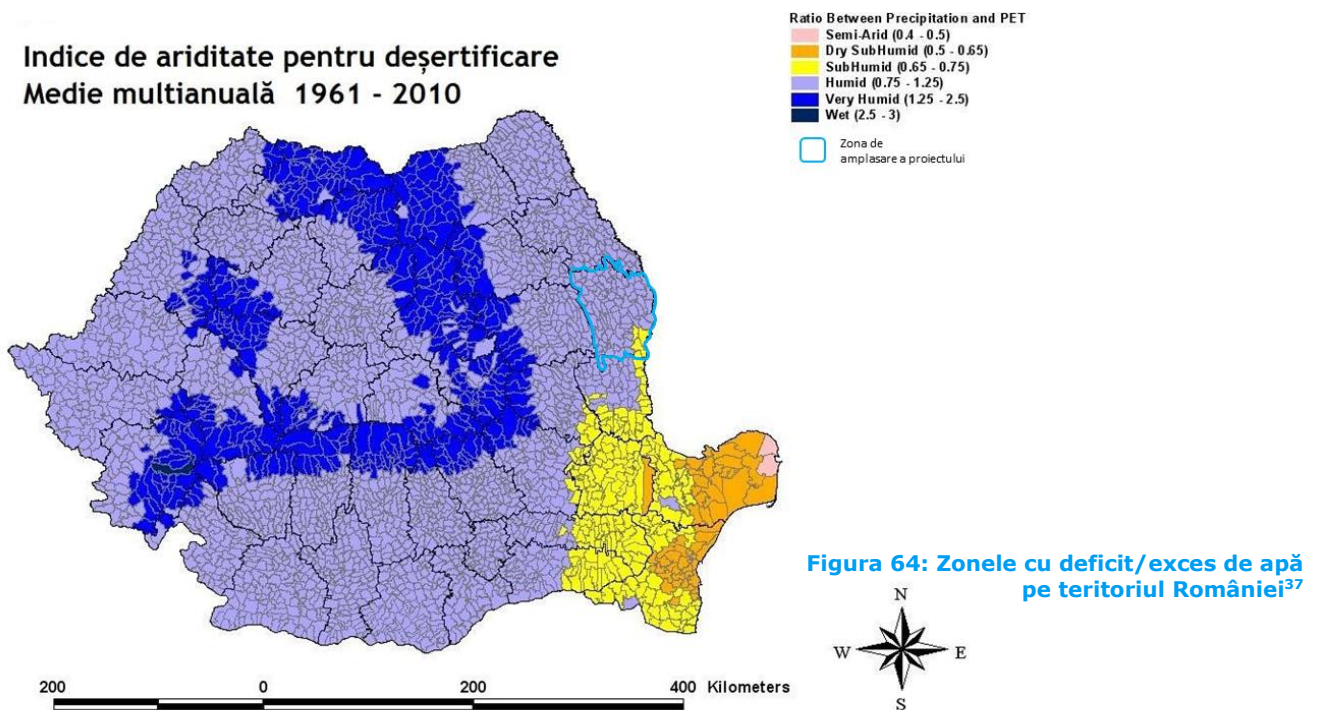 Indice de ariditate pentru deșertificare
Medie multianuală 1961 - 2010
Ratio Between Precipitation and PET
Semi-Arid (0.4 - 0.5)
Dry SubHumid (0.5 - 0.65)
SubHumid (0.65 - 0.75)
Humid (0.75 - 1.25)
Very Humid (1.25 - 2.5)
Wet (2.5 - 3)
Zona de
amplasare a proiectului
Figura 64: Zonele cu deficit/exces de apă
pe teritoriul României³⁷
N
W E
S
200 0 200 400 Kilometers